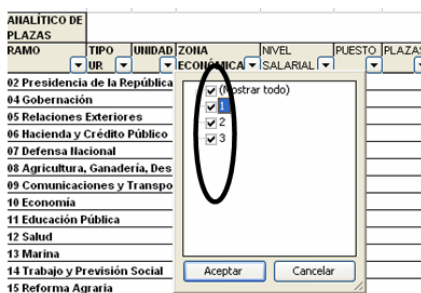 ANALÍTICO DE
PLAZAS
RAMO TIPO UR UNIDAD ZONA ECONÓMICA NIVEL SALARIAL PUESTO PLAZAS
02 Presidencia de la República
04 Gobernación
05 Relaciones Exteriores
06 Hacienda y Crédito Público
07 Defensa Nacional
08 Agricultura, Ganadería, Des
09 Comunicaciones y Transpo
10 Economía
11 Educación Pública
12 Salud
13 Marina
14 Trabajo y Previsión Social
15 Reforma Agraria
(Mostrar todo)
1
2
3
Aceptar Cancelar